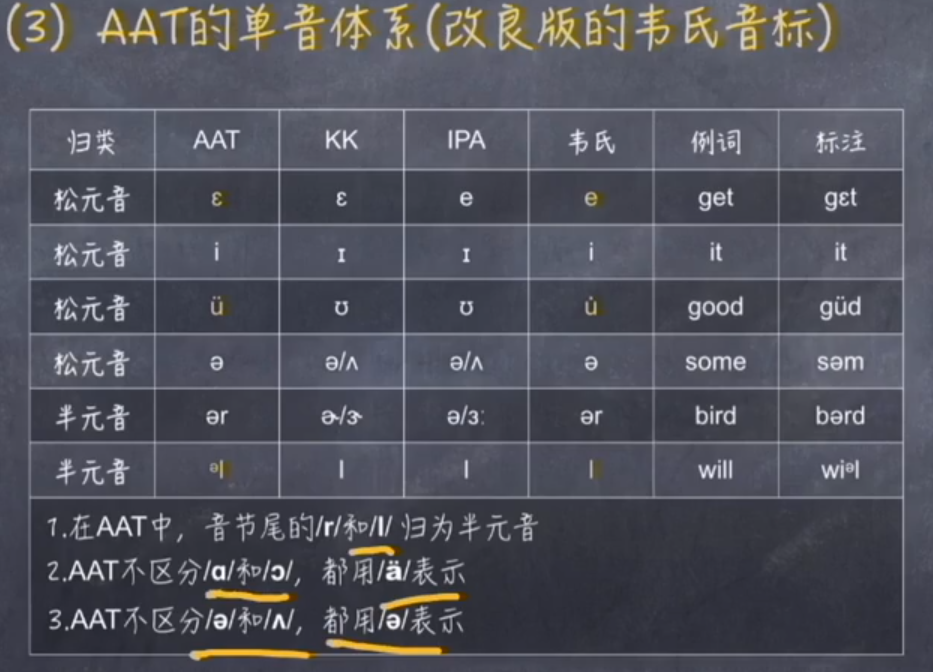 (3) AAT的单音体系(改良版的韦氏音标)
归类 AAT KK IPA 韦氏 例词 标注
松元音 ɛ ɛ e e get gɛt
松元音 i ɪ ɪ i it it
松元音 ü ʊ ʊ u̇ good güd
松元音 ə ə/ʌ ə/ʌ ə some səm
半元音 ər ɚ/ɝ ə/ɜː ər bird bərd
半元音 ᵊl l l l will wiᵊl
1.在AAT中，音节尾的/r/和/l/ 归为半元音
2.AAT不区分/ɑ/和/ɔ/，都用/ä/表示
3.AAT不区分/ə/和/ʌ/，都用/ə/表示